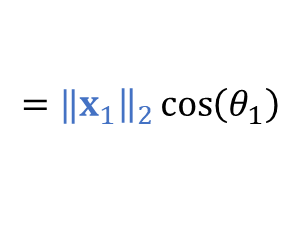 = ‖x₁‖₂ cos(θ₁)